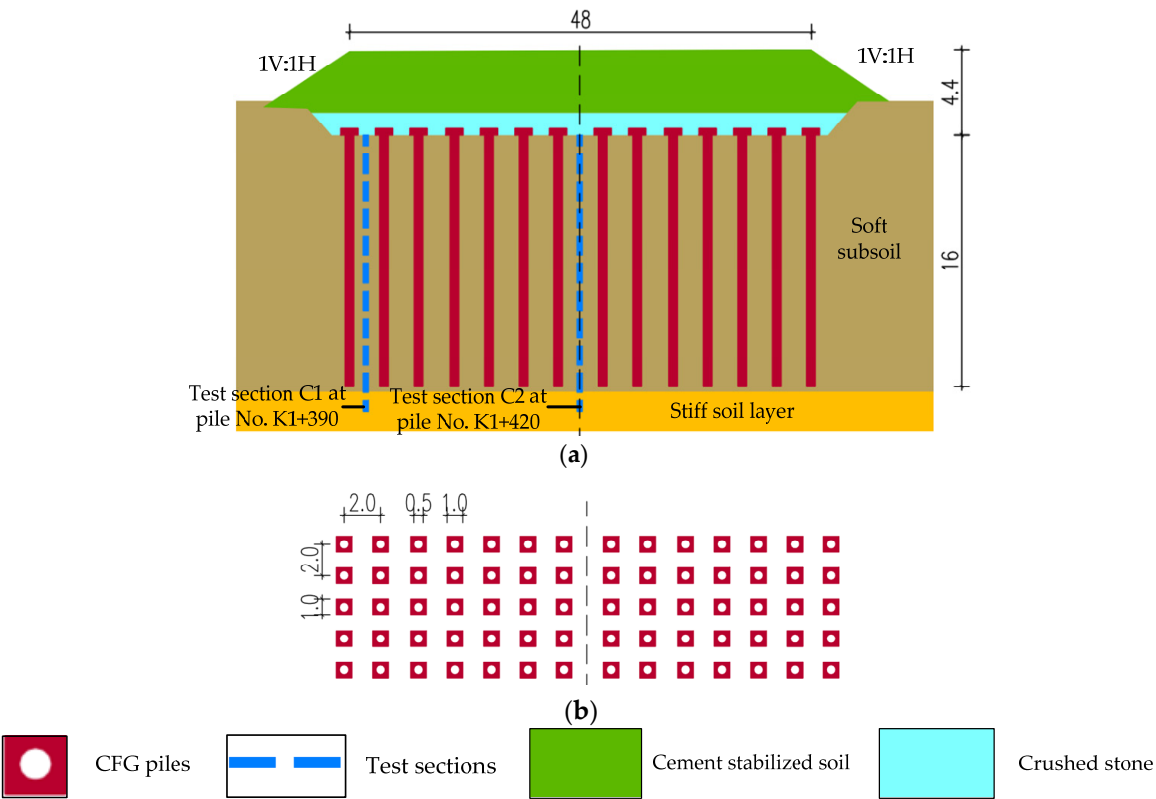 48
1V:1H
1V:1H
4.4
Soft
subsoil
16
Test section C1 at
pile No. K1+390
Test section C2 at
pile No. K1+420
Stiff soil layer
(a)
2.0
0.5
1.0
2.0
1.0
(b)
CFG piles
Test sections
Cement stabilized soil
Crushed stone